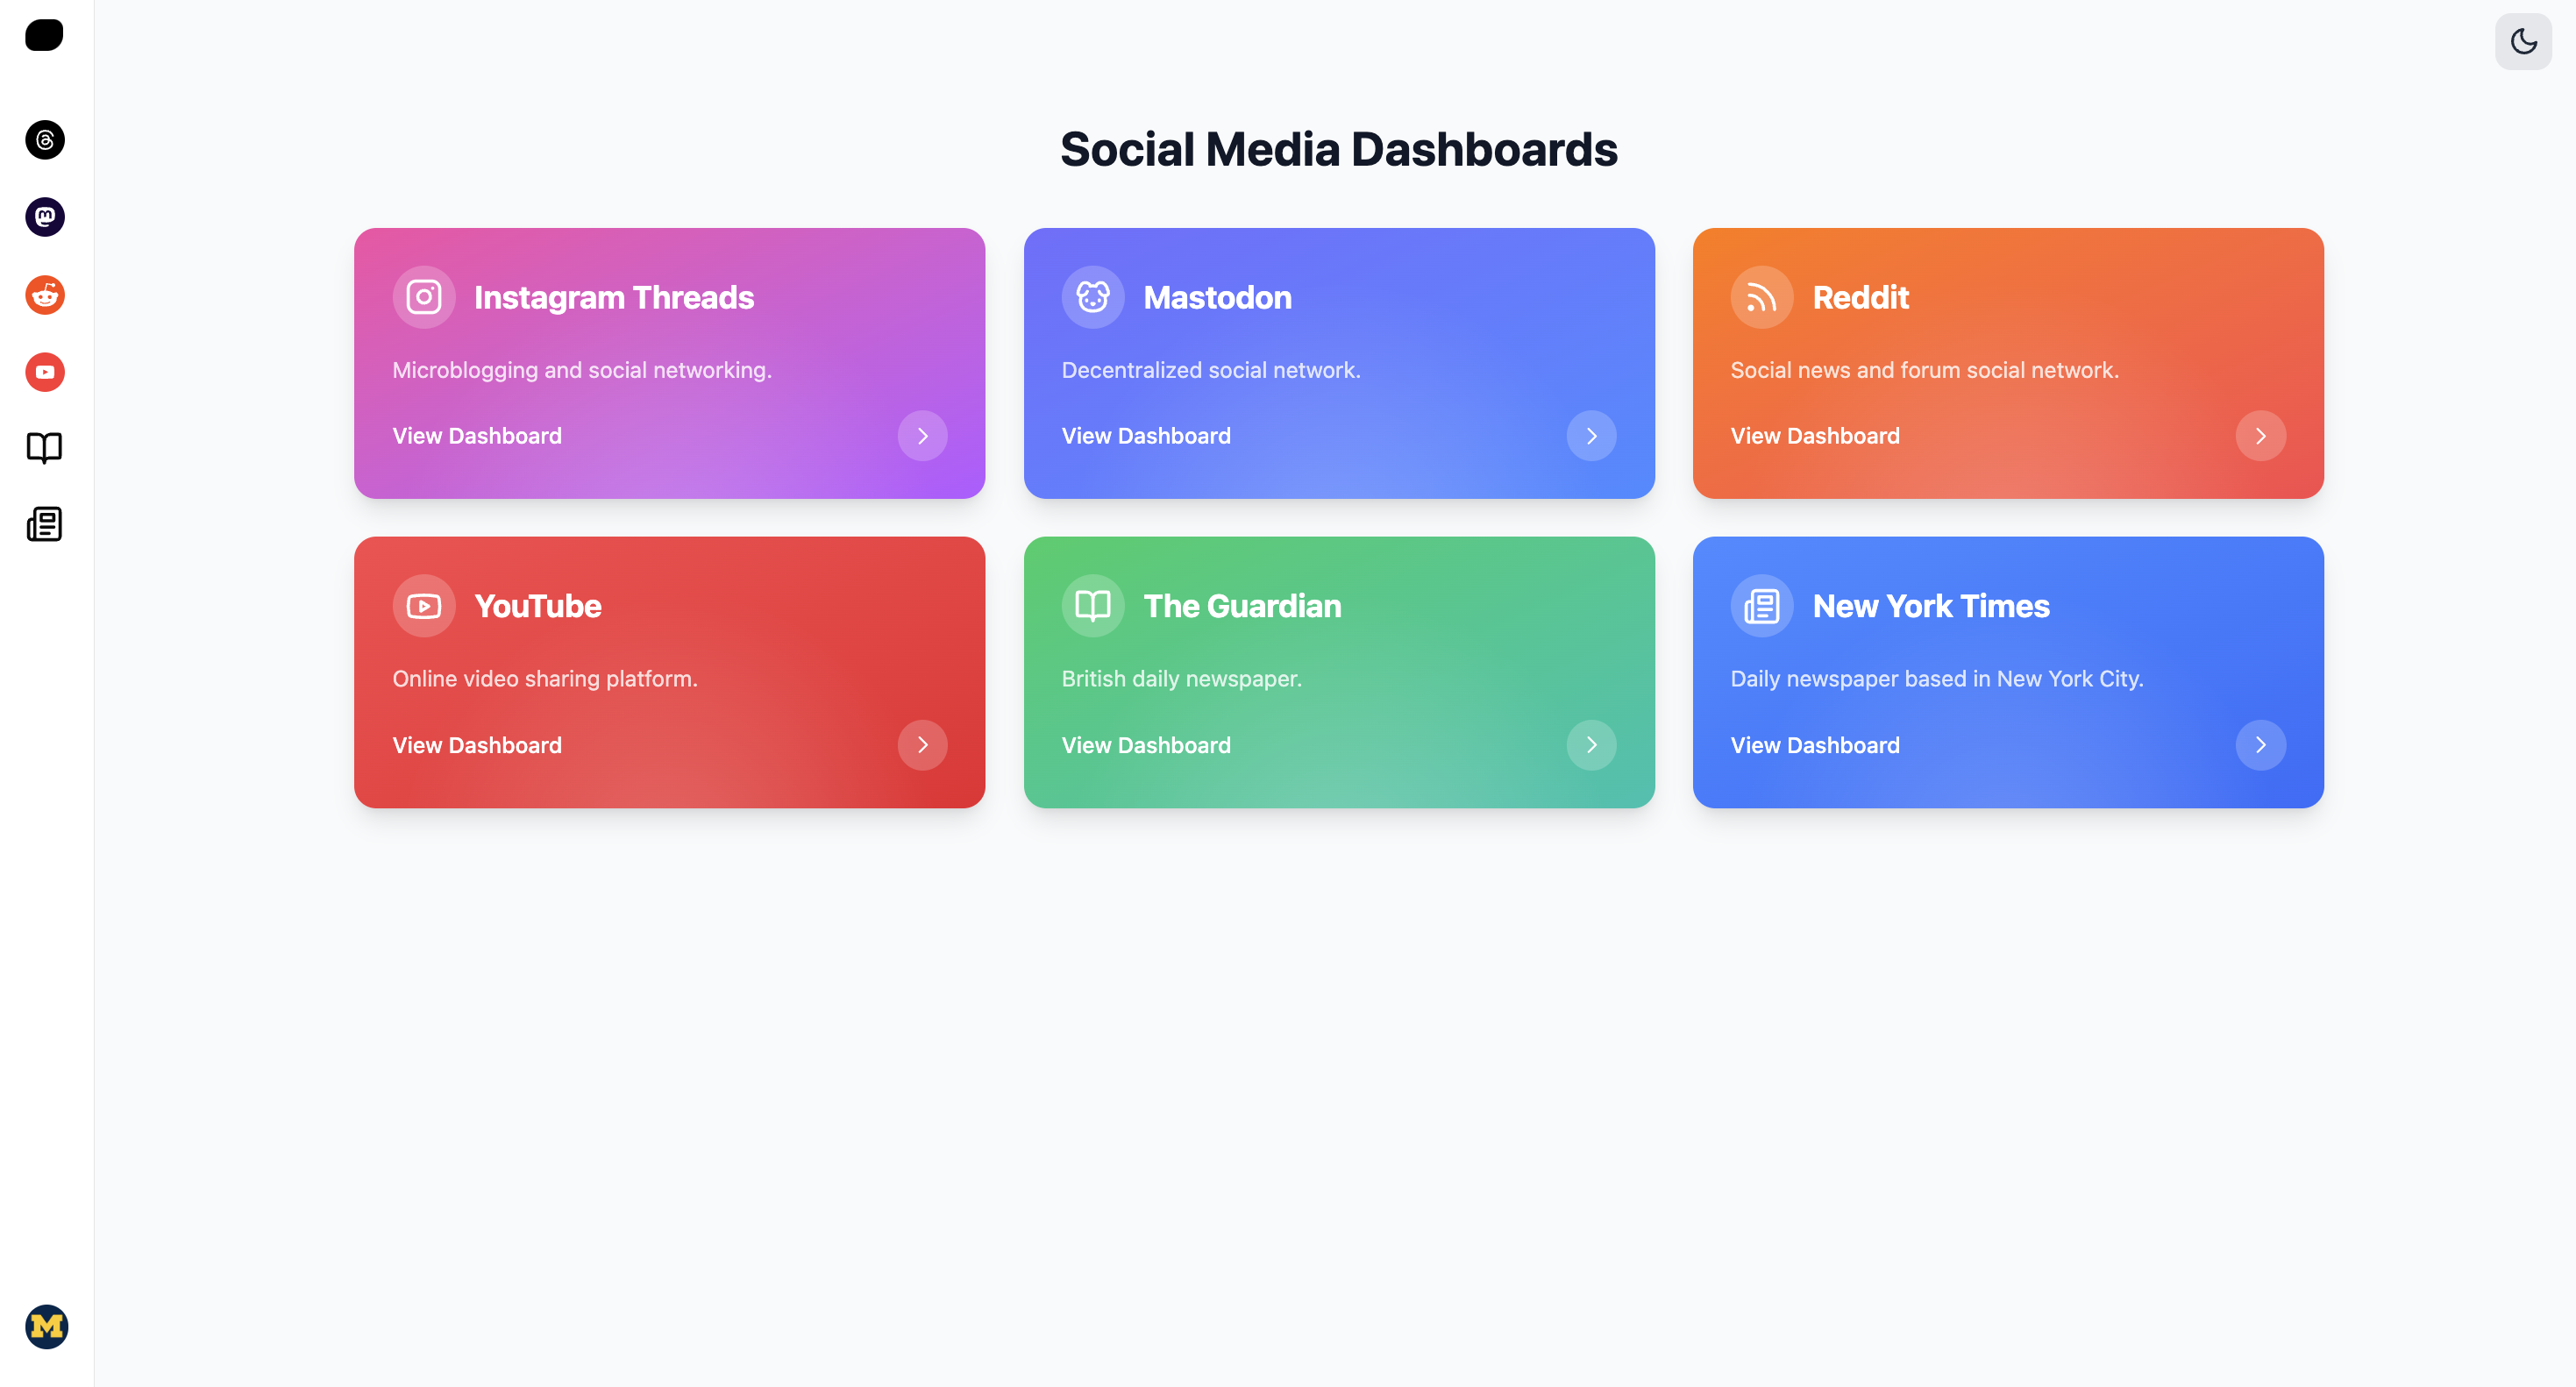 Social Media Dashboards
Instagram Threads
Microblogging and social networking.
View Dashboard
Mastodon
Decentralized social network.
View Dashboard
Reddit
Social news and forum social network.
View Dashboard
YouTube
Online video sharing platform.
View Dashboard
The Guardian
British daily newspaper.
View Dashboard
New York Times
Daily newspaper based in New York City.
View Dashboard
M